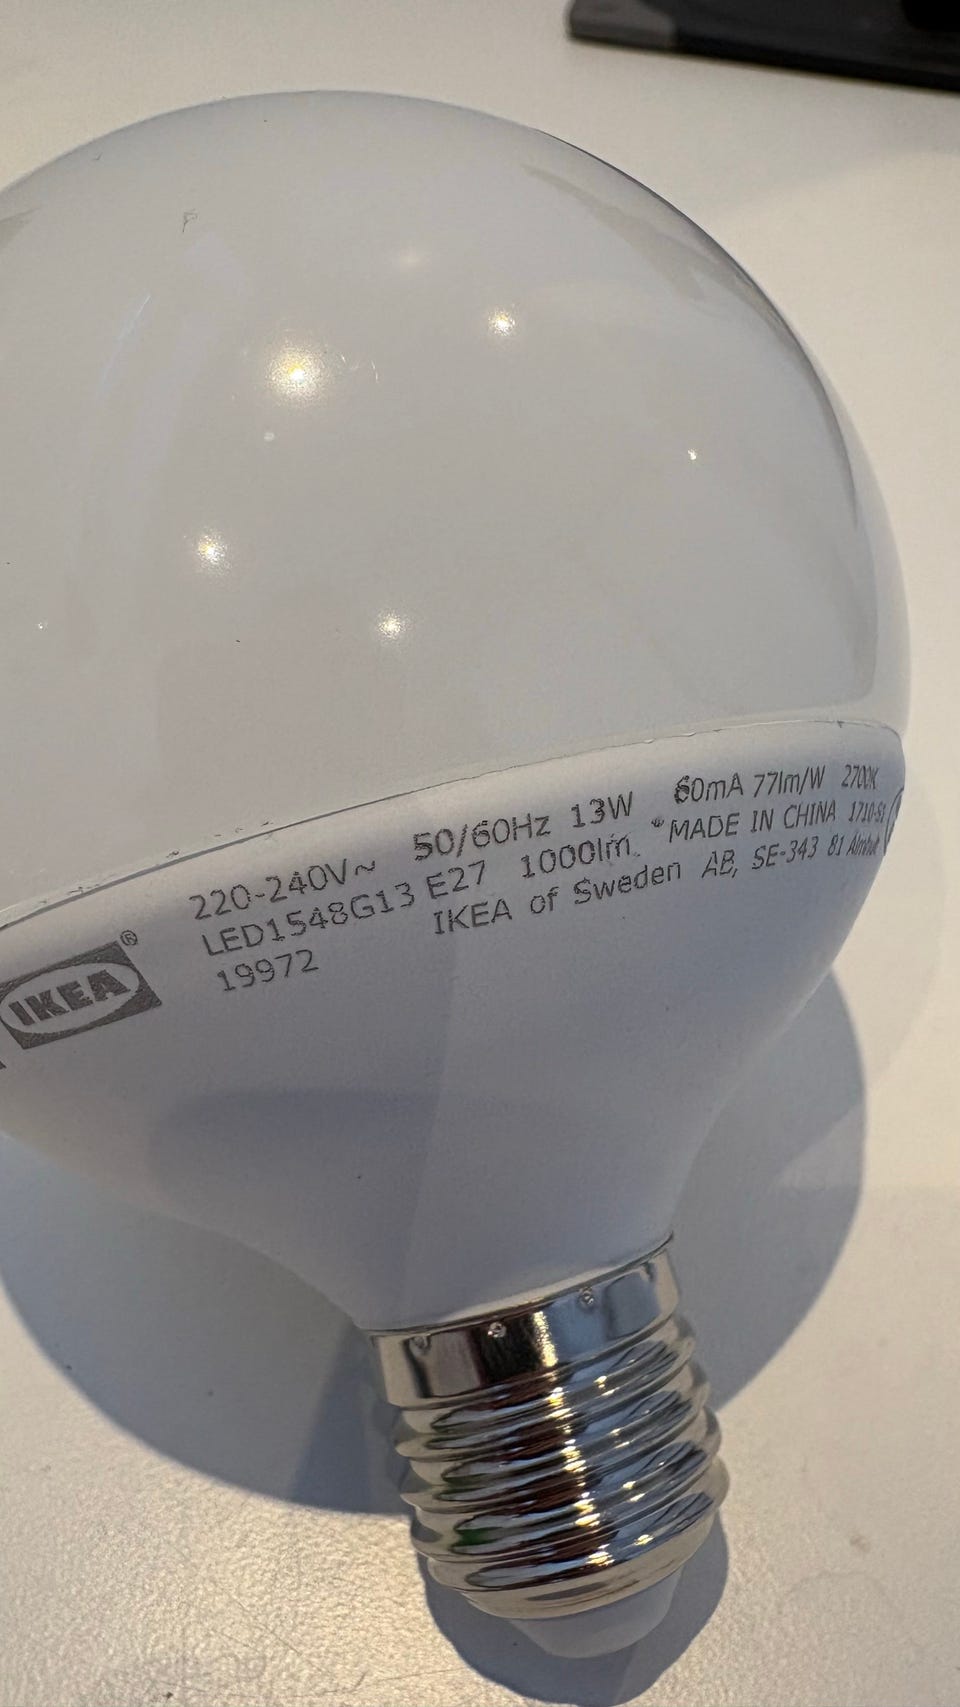 220-240V~ 50/60Hz 13W 60mA 77lm/W 2700K
LED1548G13 E27 1000lm MADE IN CHINA
19972 IKEA of Sweden AB, SE-343 81 Älmhult
IKEA®